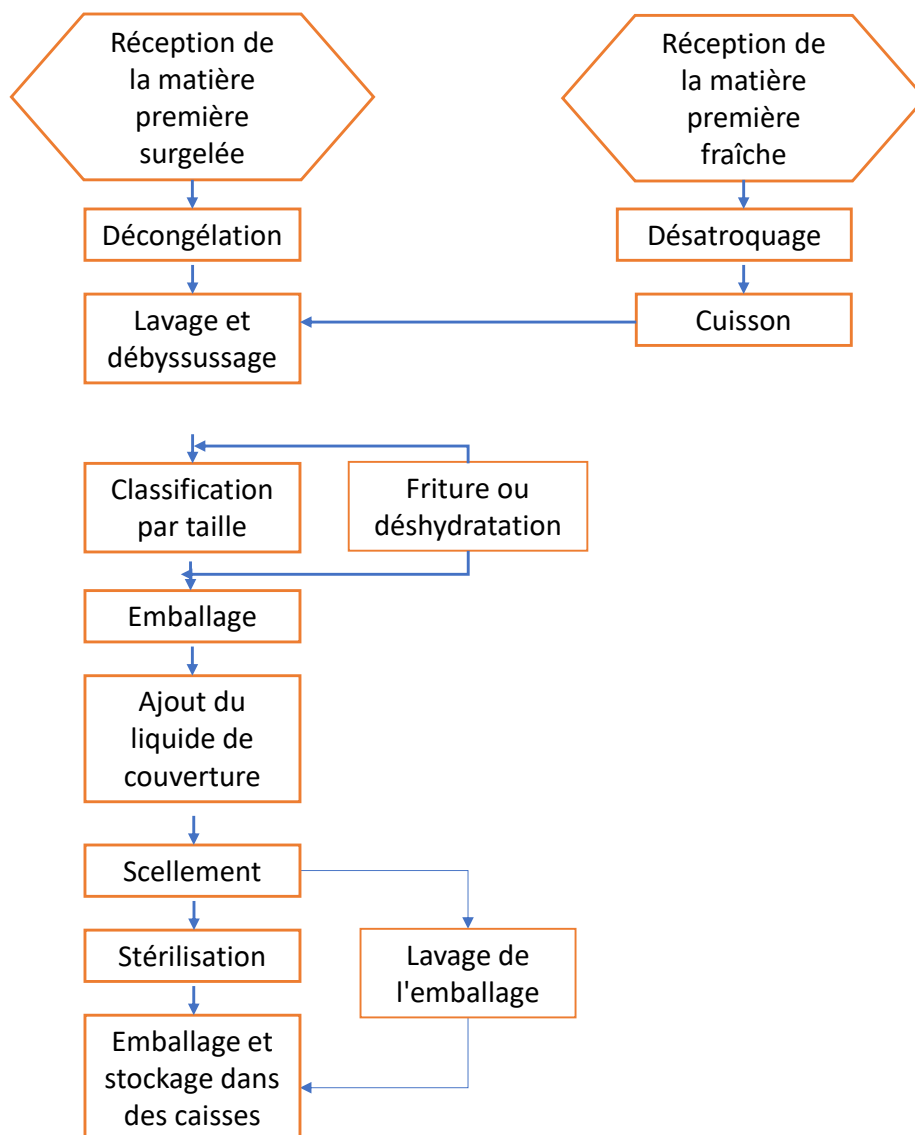 Réception de
la matière
première
surgelée
Réception de
la matière
première
fraîche
Décongélation
Désatroquage
Lavage et
débyssussage
Cuisson
Classification
par taille
Friture ou
déshydratation
Emballage
Ajout du
liquide de
couverture
Scellement
Stérilisation
Lavage de
l'emballage
Emballage et
stockage dans
des caisses